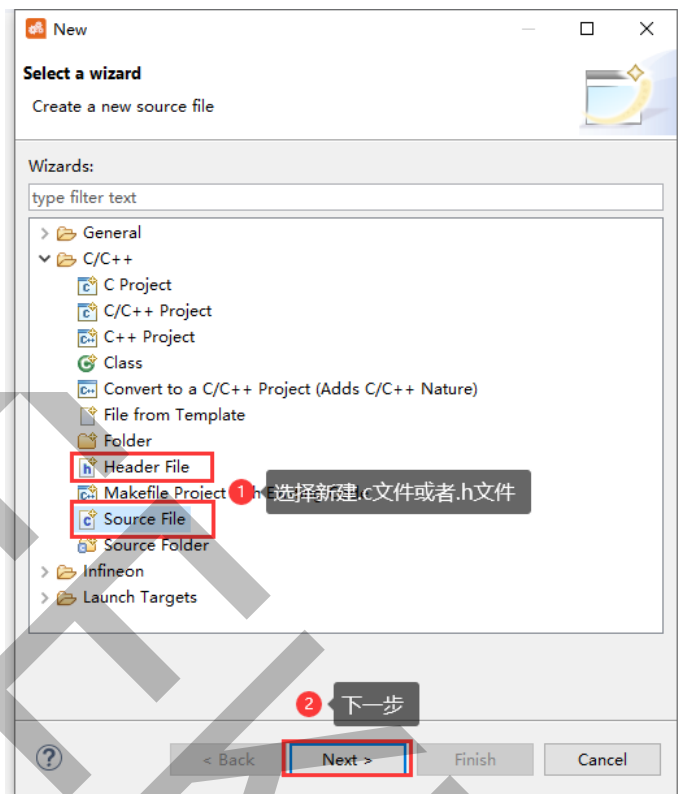 New
Select a wizard
Create a new source file
Wizards:
type filter text
General
C/C++
C Project
C/C++ Project
C++ Project
Class
Convert to a C/C++ Project (Adds C/C++ Nature)
File from Template
Folder
Header File
Makefile Project
1 选择新建.c文件或者.h文件
Source File
Source Folder
Infineon
Launch Targets
2 下一步
< Back Next > Finish Cancel